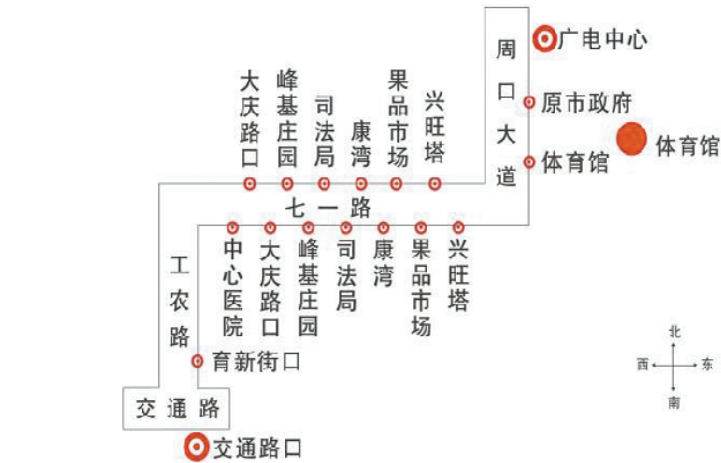 广电中心
周口大道
原市政府
体育馆
体育馆
大庆路口
峰基庄园
司法局
康湾
果品市场
兴旺塔
七一路
中心医院
大庆路口
峰基庄园
司法局
康湾
果品市场
兴旺塔
工农路
育新街口
交通路
交通路口
北
西
东
南